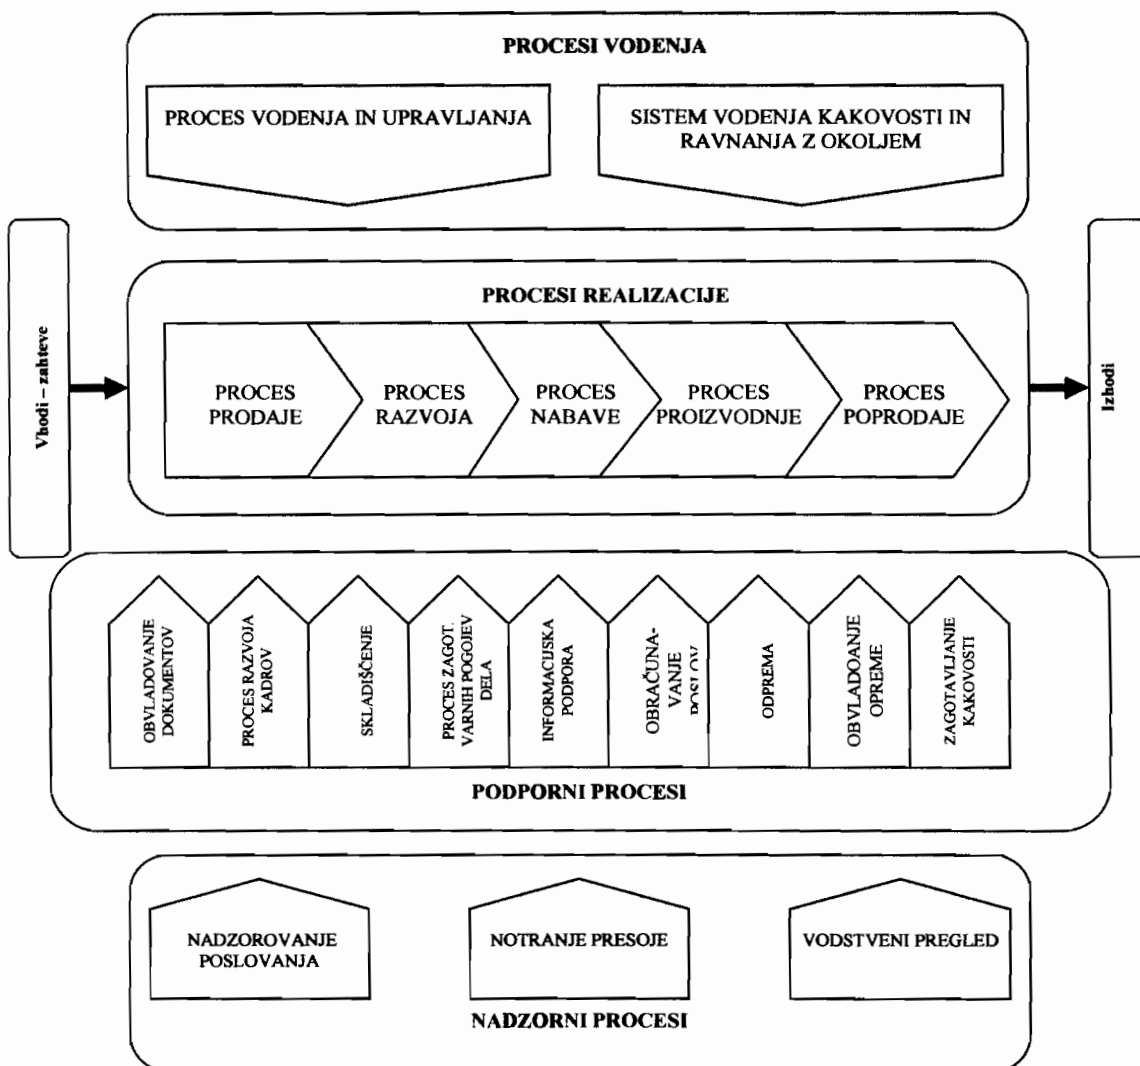 PROCESI VODENJA
PROCES VODENJA IN UPRAVLJANJA
SISTEM VODENJA KAKOVOSTI IN
RAVNANJA Z OKOLJEM
Vhodi – zahteve
PROCESI REALIZACIJE
PROCES
PRODAJE
PROCES
RAZVOJA
PROCES
NABAVE
PROCES
PROIZVODNJE
PROCES
POPRODAJE
Izhodi
OBVLADOVANJE
DOKUMENTOV
PROCES RAZVOJA
KADROV
SKLADIŠČENJE
PROCES ZAGOT.
VARNIH POGOJEV
DELA
INFORMACIJSKA
PODPORA
OBRAČUNA-
VANJE
POSLOV
ODPREMA
OBVLADOANJE
OPREME
ZAGOTAVLJANJE
KAKOVOSTI
PODPORNI PROCESI
NADZOROVANJE
POSLOVANJA
NOTRANJE PRESOJE
VODSTVENI PREGLED
NADZORNI PROCESI